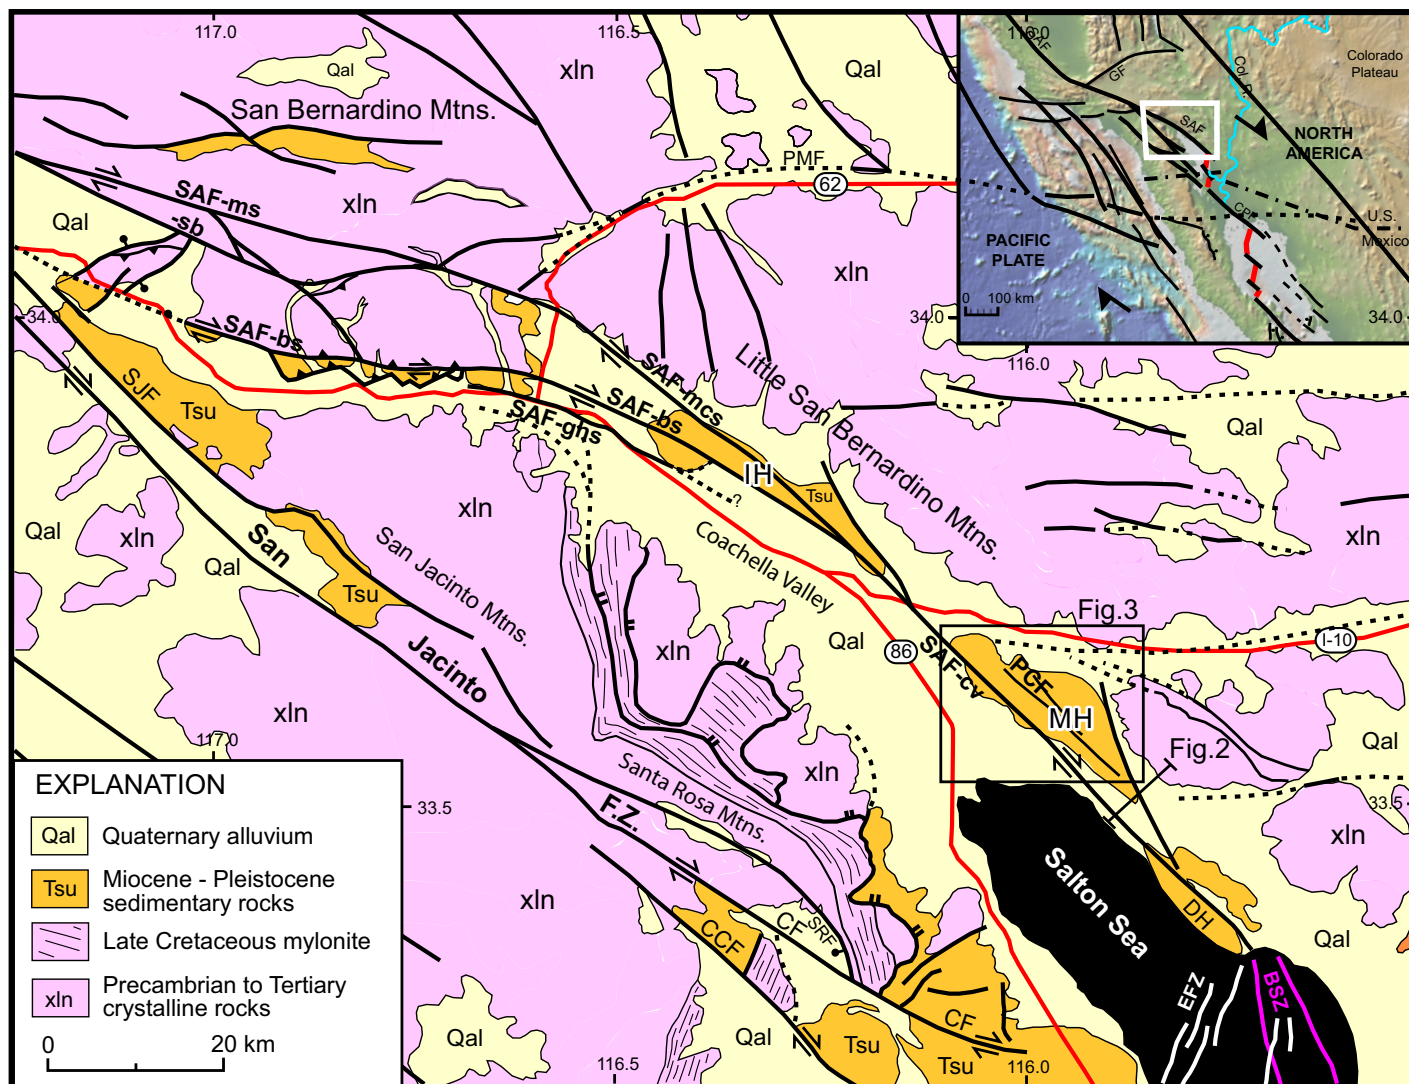 117.0
116.5
116.0
Qal
xln
Qal
San Bernardino Mtns.
SAF
GF
Col. R.
Colorado
Plateau
SAF
NORTH
AMERICA
PMF
62
SAF-ms
-sb
xln
Qal
xln
CPF
U.S.
Mexico
PACIFIC
PLATE
0 100 km
34.0
34.0
116.0
SAF-bs
SAF-mcs
SAF-bs
SAF-ghs
Little San Bernardino Mtns.
SJF
Tsu
IH
Tsu
?
Qal
xln
Qal
xln
San
Qal
Tsu
San Jacinto Mtns.
Coachella Valley
xln
Fig.3
I-10
Jacinto
xln
Qal
86
SAF-cv
PCF
MH
xln
Fig.2
Qal
117.0
Santa Rosa Mtns.
xln
33.5
33.5
xln
F.Z.
EXPLANATION
Qal Quaternary alluvium
Tsu Miocene - Pleistocene
sedimentary rocks
Late Cretaceous mylonite
xln Precambrian to Tertiary
crystalline rocks
0 20 km
xln
CCF
CF
SRF
Salton Sea
DH
Qal
EFZ
BSZ
CF
Qal
Qal
Tsu
Tsu
116.5
116.0